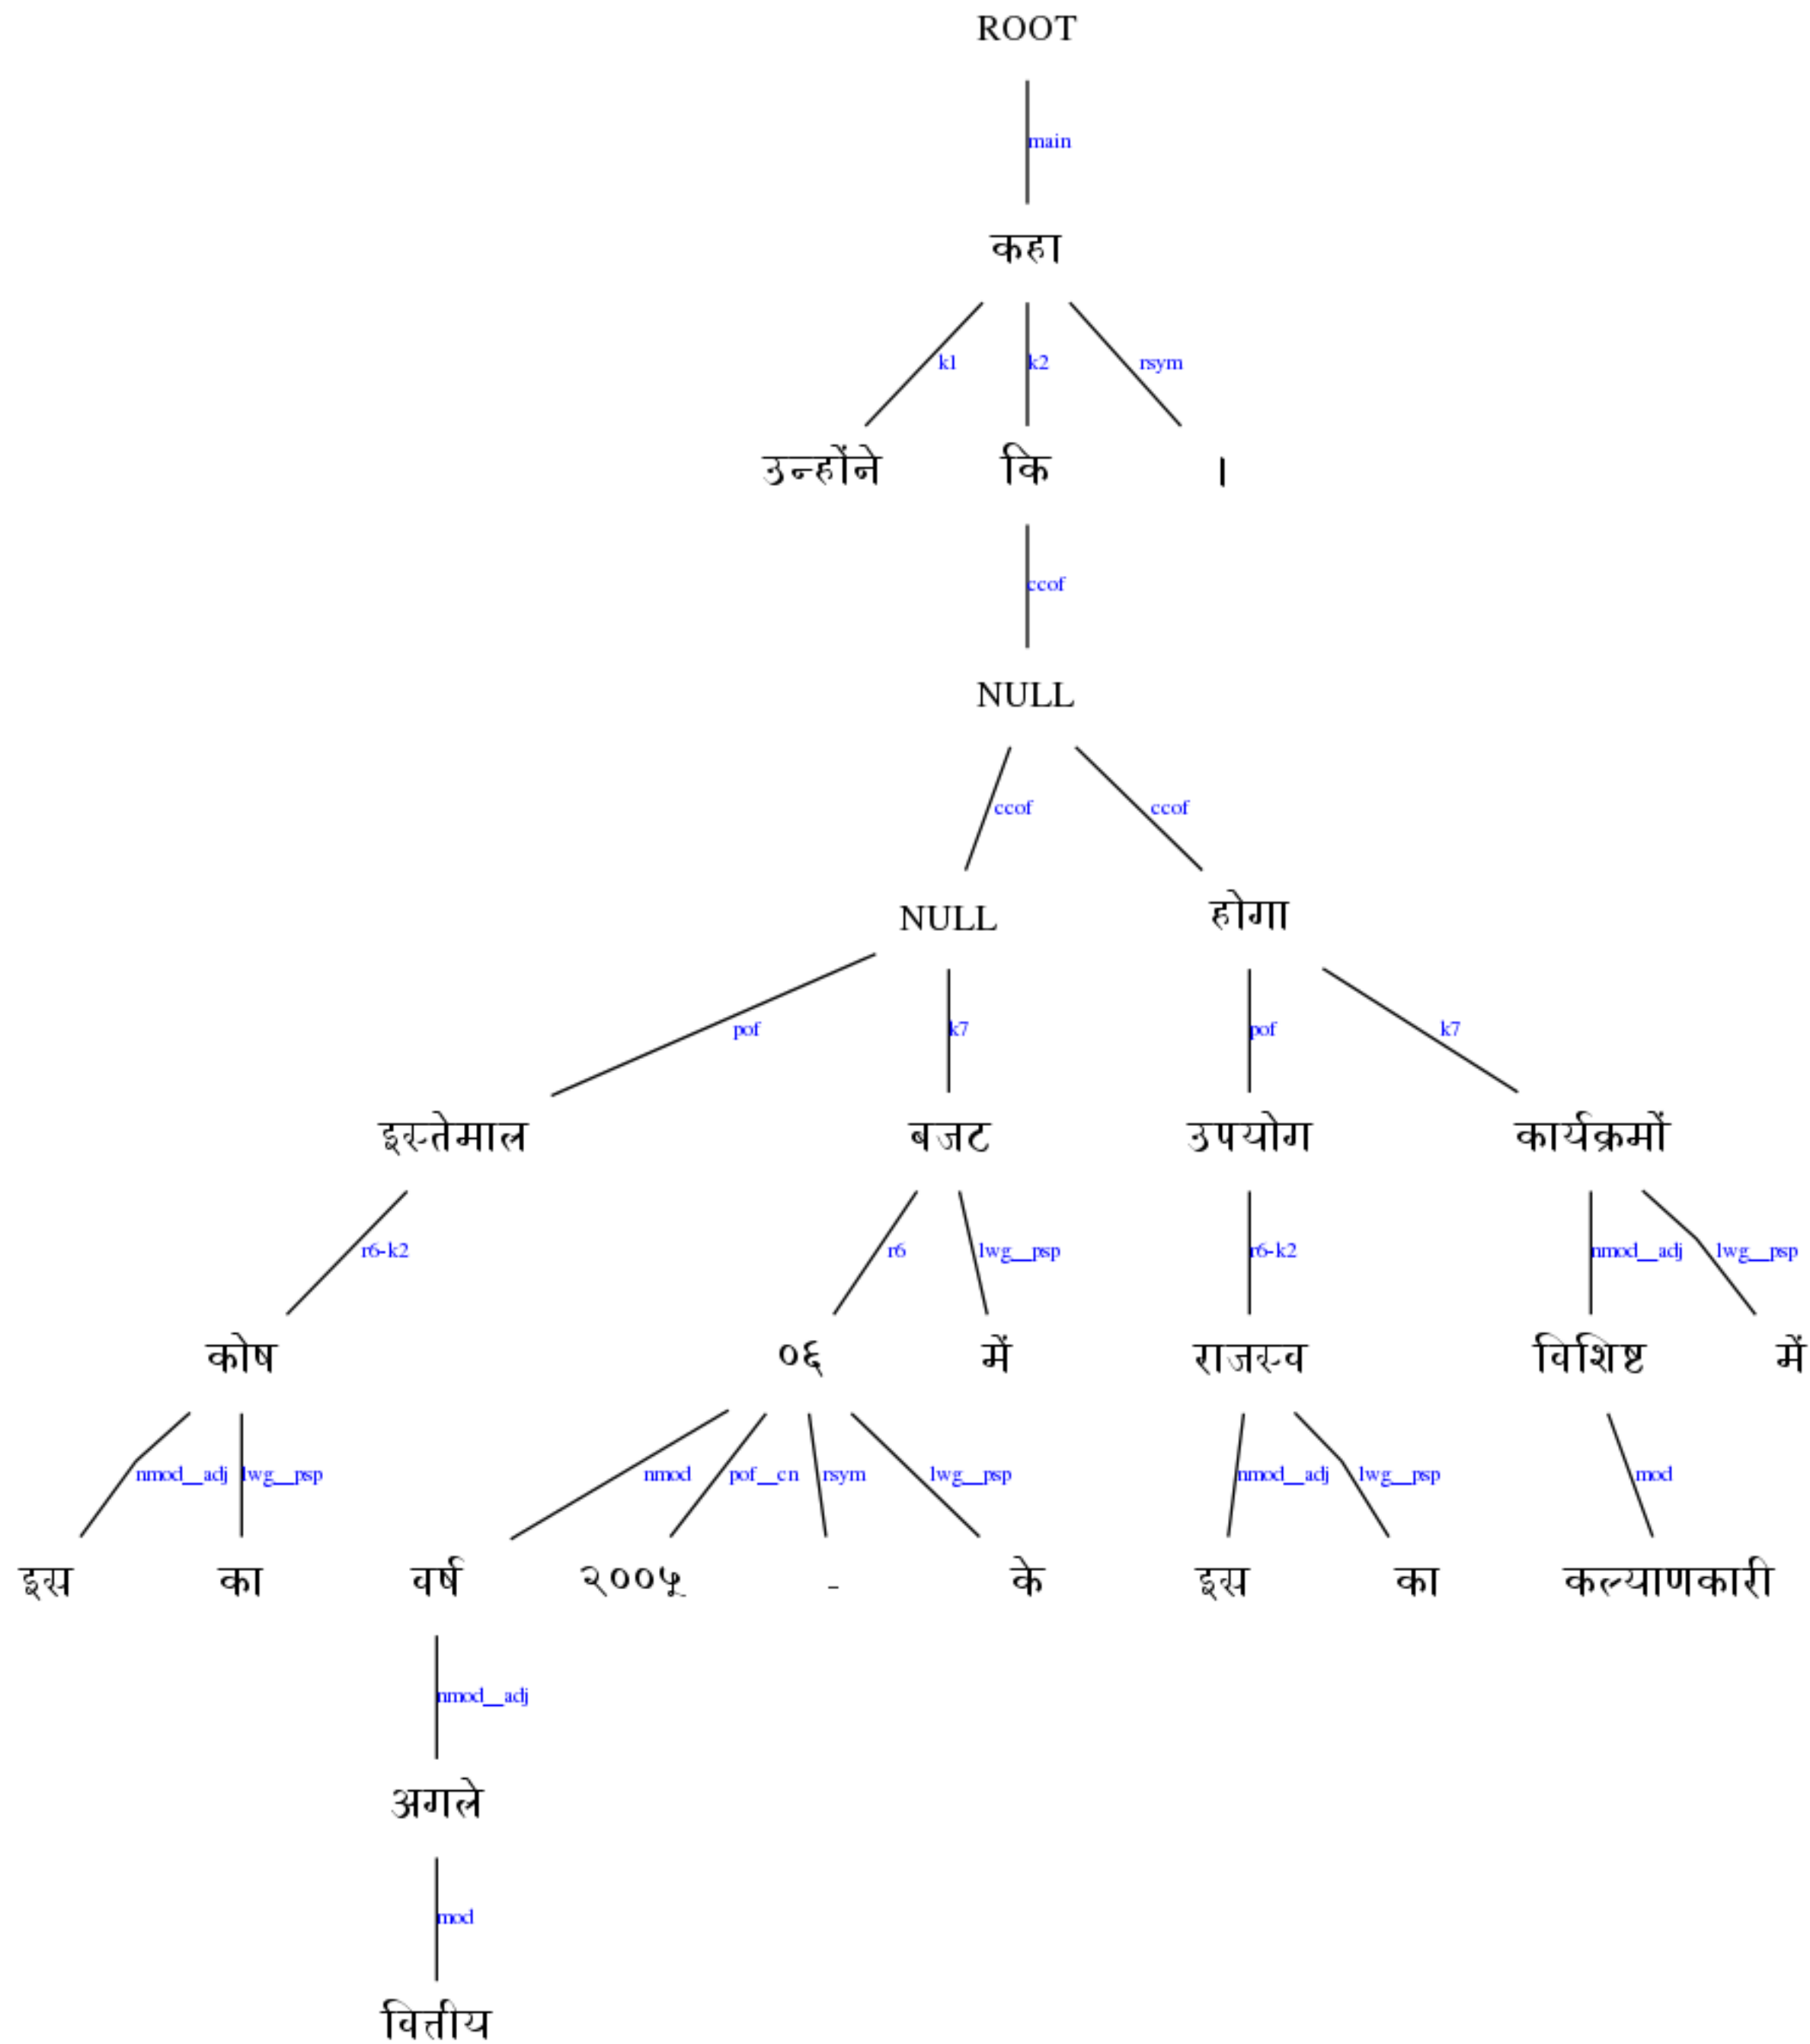 ROOT
main
कहा
k1 k2 rsym
उन्होंने कि ।
ccof
NULL
ccof ccof
NULL होगा
pof k7 pof k7
इस्तेमाल बजट उपयोग कार्यक्रमों
r6-k2 r6 lwg__psp r6-k2 nmod__adj lwg__psp
कोष ०६ में राजस्व विशिष्ट में
nmod__adj lwg__psp nmod pof__cn rsym lwg__psp nmod__adj lwg__psp mod
इस का वर्ष २००५ - के इस का कल्याणकारी
nmod__adj
अगले
mod
वित्तीय